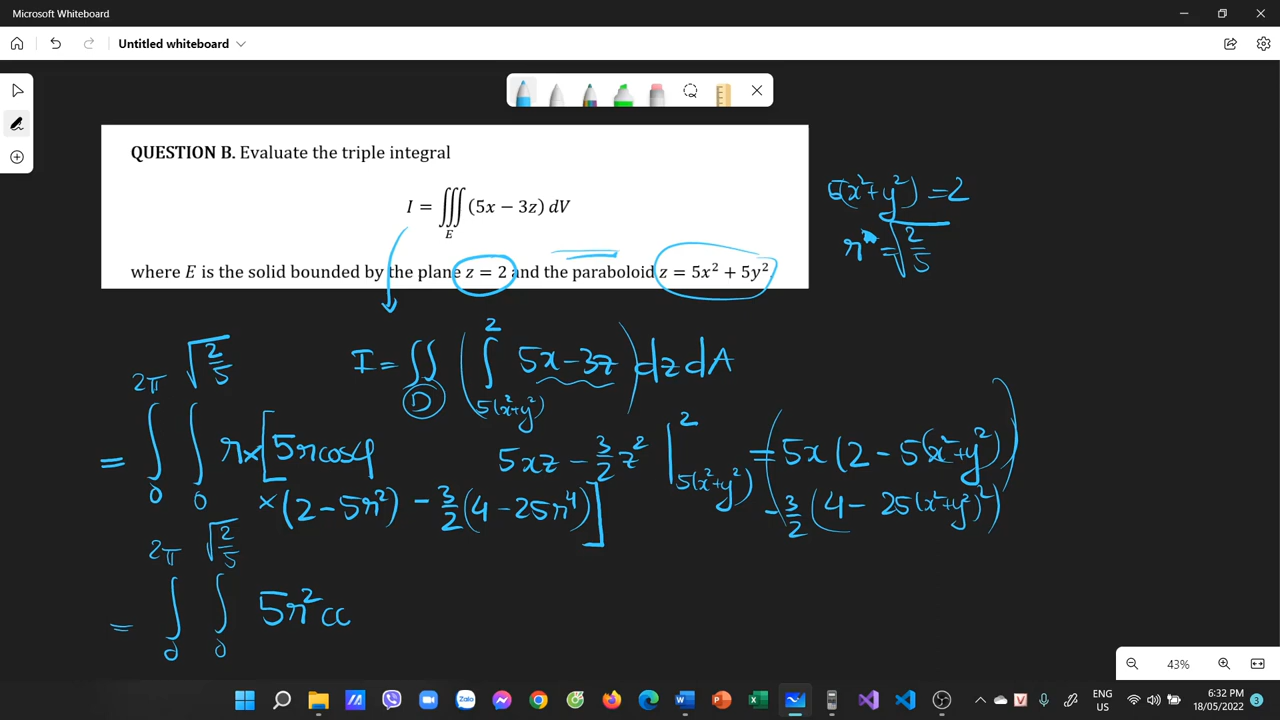 Microsoft Whiteboard
Untitled whiteboard
QUESTION B. Evaluate the triple integral
I = ∭_E (5x − 3z) dV
where E is the solid bounded by the plane z = 2 and the paraboloid z = 5x² + 5y².
5(x²+y²) = 2
r = √(2/5)
I = ∬_D (∫_{5(x²+y²)}^{2} 5x−3z) dz dA
= ∫_0^{2π} ∫_0^{√(2/5)} r × [5r cosφ
× (2 − 5r²) − 3/2 (4 − 25r⁴)]
5xz − 3/2 z² |_{5(x²+y²)}^{2} = (5x (2 − 5(x²+y²))
− 3/2 (4 − 25(x²+y²)²))
= ∫_0^{2π} ∫_0^{√(2/5)} 5r² co
43%
Zalo
V
ENG
US
6:32 PM
18/05/2022
3